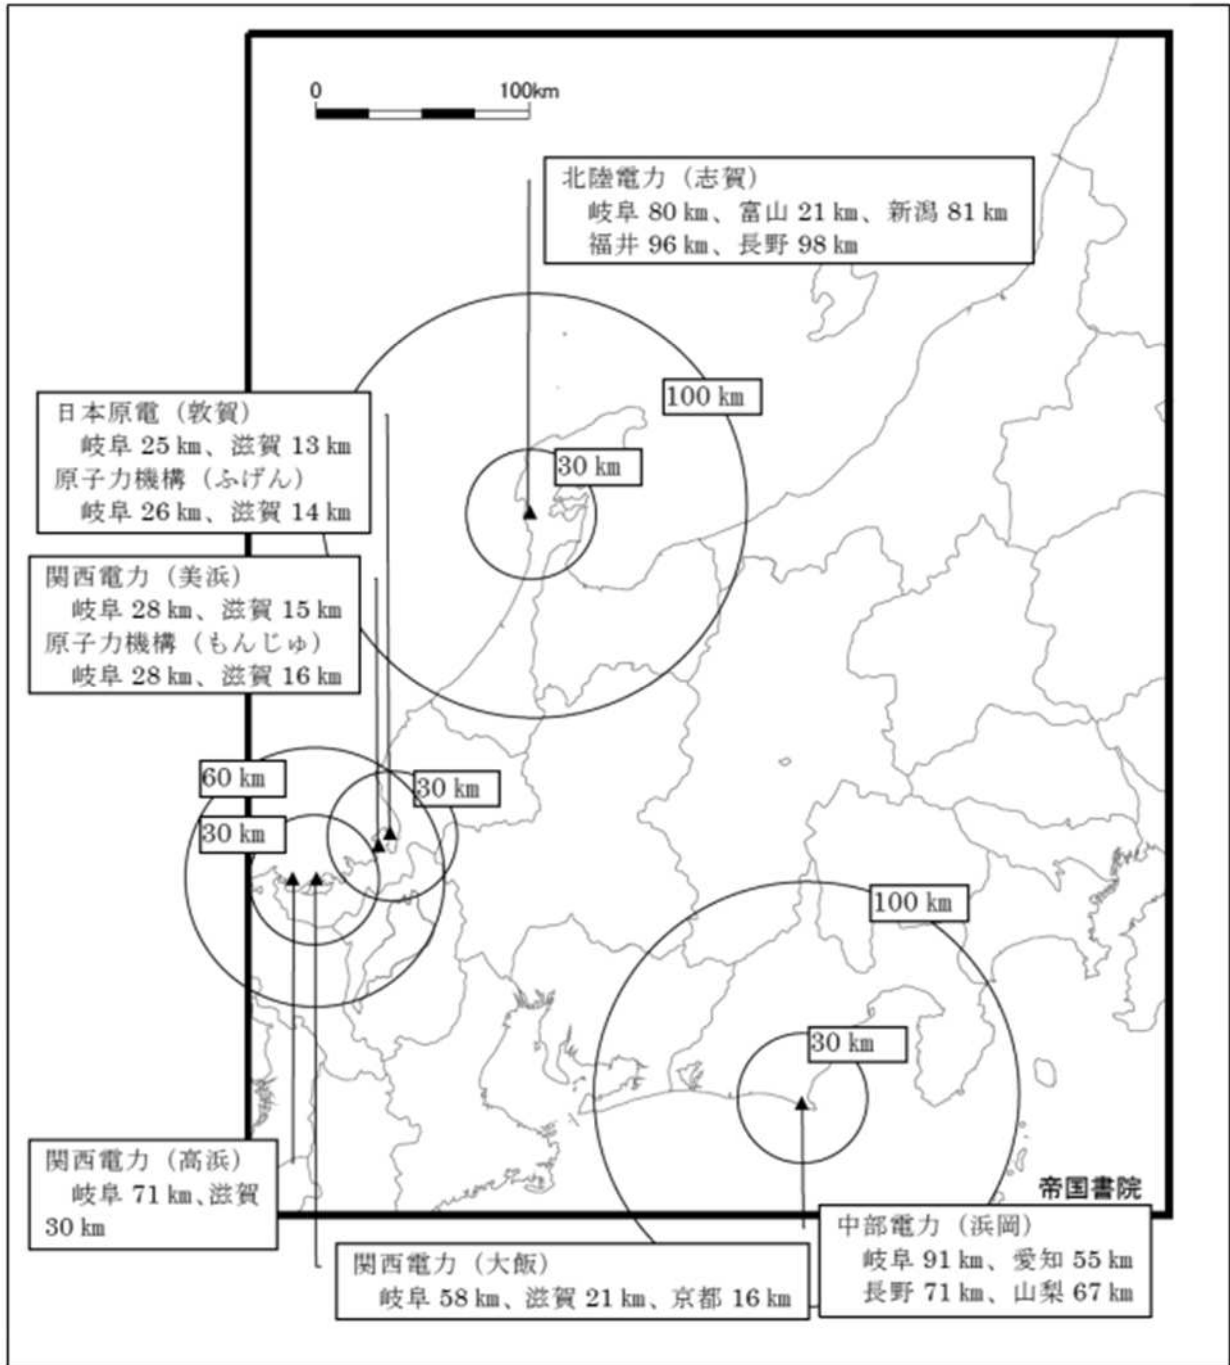 0 100km
北陸電力（志賀）
岐阜 80 ㎞、富山 21 ㎞、新潟 81 ㎞
福井 96 ㎞、長野 98 ㎞
100 ㎞
30 ㎞
日本原電（敦賀）
岐阜 25 ㎞、滋賀 13 ㎞
原子力機構（ふげん）
岐阜 26 ㎞、滋賀 14 ㎞
関西電力（美浜）
岐阜 28 ㎞、滋賀 15 ㎞
原子力機構（もんじゅ）
岐阜 28 ㎞、滋賀 16 ㎞
60 ㎞
30 ㎞
30 ㎞
100 ㎞
30 ㎞
関西電力（高浜）
岐阜 71 ㎞、滋賀
30 ㎞
帝国書院
中部電力（浜岡）
岐阜 91 ㎞、愛知 55 ㎞
長野 71 ㎞、山梨 67 ㎞
関西電力（大飯）
岐阜 58 ㎞、滋賀 21 ㎞、京都 16 ㎞